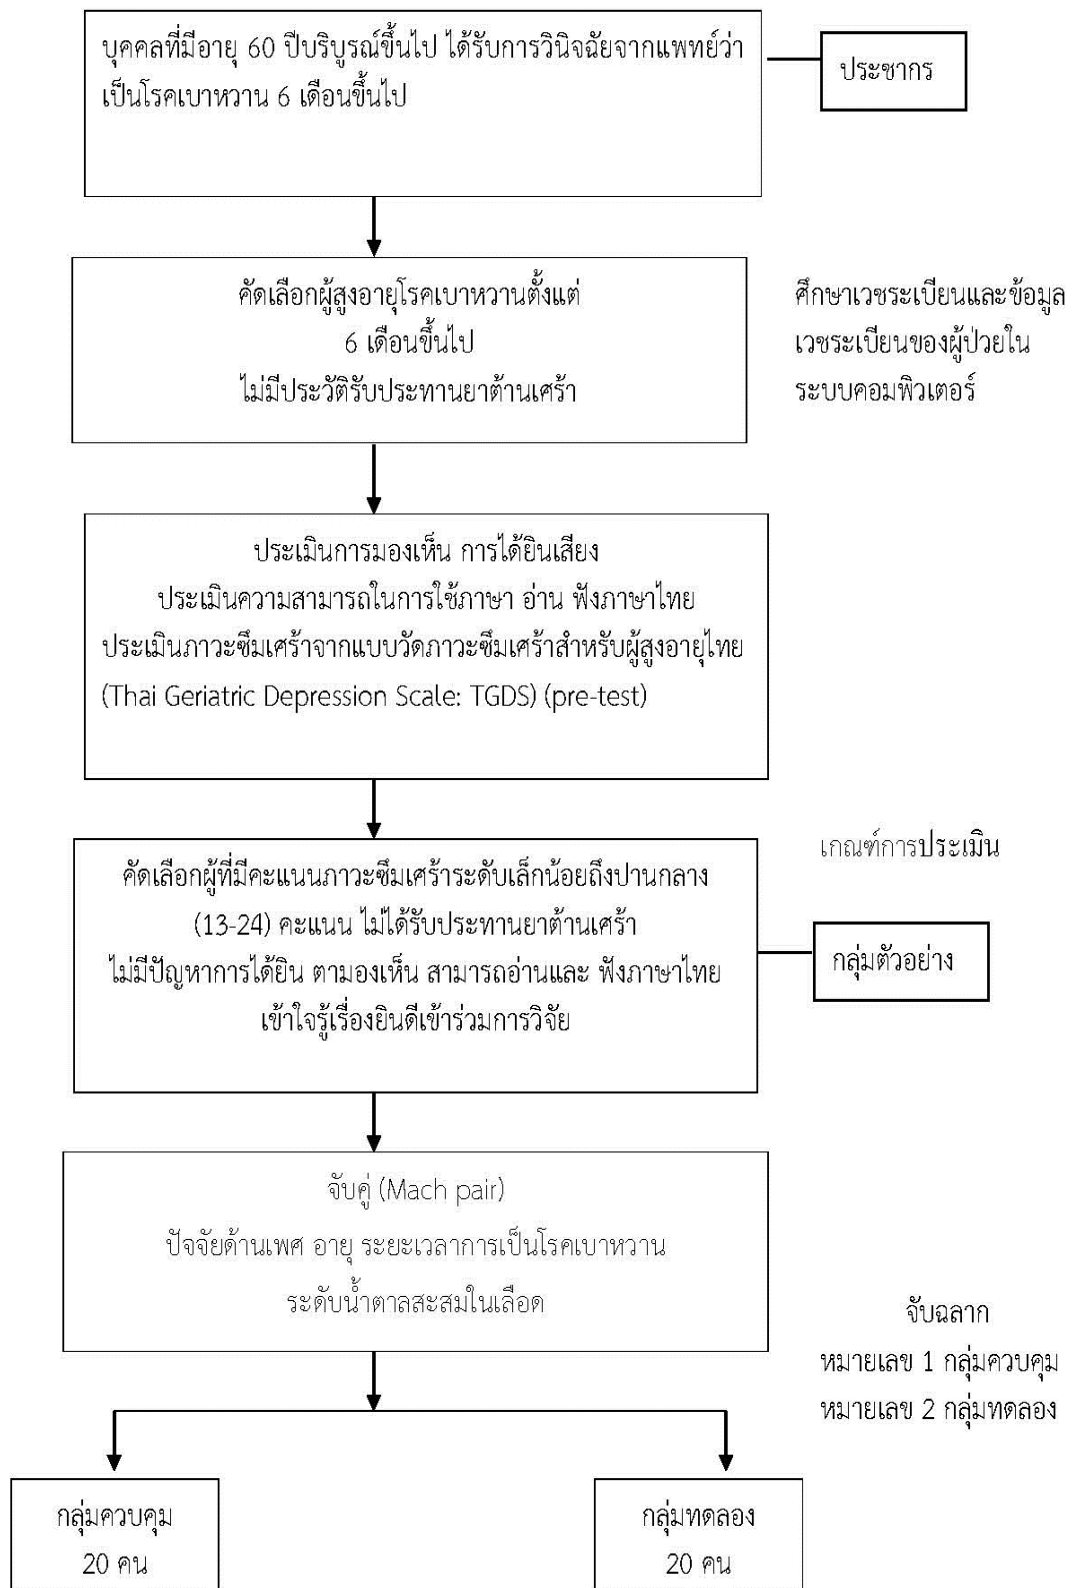 บุคคลที่มีอายุ 60 ปีบริบูรณ์ขึ้นไป ได้รับการวินิจฉัยจากแพทย์ว่า
เป็นโรคเบาหวาน 6 เดือนขึ้นไป
ประชากร
คัดเลือกผู้สูงอายุโรคเบาหวานตั้งแต่
6 เดือนขึ้นไป
ไม่มีประวัติรับประทานยาต้านเศร้า
ศึกษาเวชระเบียนและข้อมูล
เวชระเบียนของผู้ป่วยใน
ระบบคอมพิวเตอร์
ประเมินการมองเห็น การได้ยินเสียง
ประเมินความสามารถในการใช้ภาษา อ่าน ฟังภาษาไทย
ประเมินภาวะซึมเศร้าจากแบบวัดภาวะซึมเศร้าสำหรับผู้สูงอายุไทย
(Thai Geriatric Depression Scale: TGDS) (pre-test)
เกณฑ์การประเมิน
คัดเลือกผู้ที่มีคะแนนภาวะซึมเศร้าระดับเล็กน้อยถึงปานกลาง
(13-24) คะแนน ไม่ได้รับประทานยาต้านเศร้า
ไม่มีปัญหาการได้ยิน ตามองเห็น สามารถอ่านและ ฟังภาษาไทย
เข้าใจรู้เรื่องยินดีเข้าร่วมการวิจัย
กลุ่มตัวอย่าง
จับคู่ (Mach pair)
ปัจจัยด้านเพศ อายุ ระยะเวลาการเป็นโรคเบาหวาน
ระดับน้ำตาลสะสมในเลือด
จับฉลาก
หมายเลข 1 กลุ่มควบคุม
หมายเลข 2 กลุ่มทดลอง
กลุ่มควบคุม
20 คน
กลุ่มทดลอง
20 คน